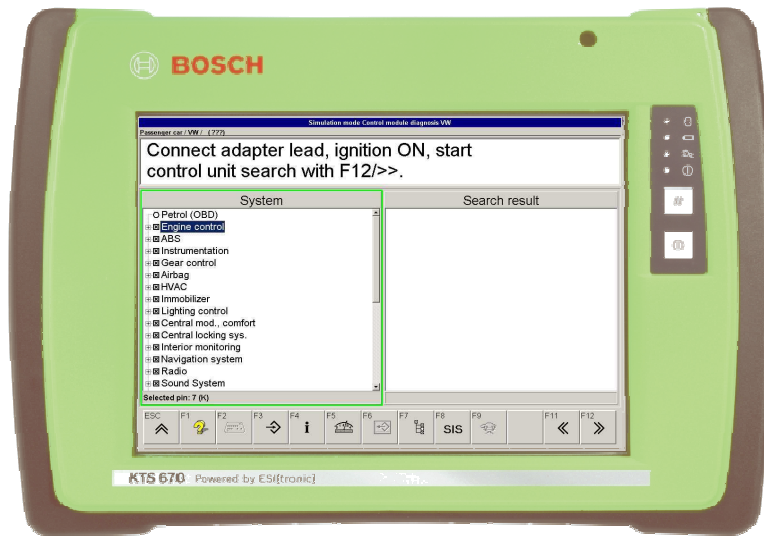 BOSCH
Simulation mode Control module diagnosis VW
Passenger car / VW / (???)
Connect adapter lead, ignition ON, start
control unit search with F12/>>.
System
Search result
Petrol (OBD)
Engine control
ABS
Instrumentation
Gear control
Airbag
HVAC
Immobilizer
Lighting control
Central mod., comfort
Central locking sys.
Interior monitoring
Navigation system
Radio
Sound System
Selected pin: 7 (K)
ESC F1 F2 F3 F4 F5 F6 F7 F8 F9 F11 F12
i SIS
KTS 670 Powered by ESI[tronic]